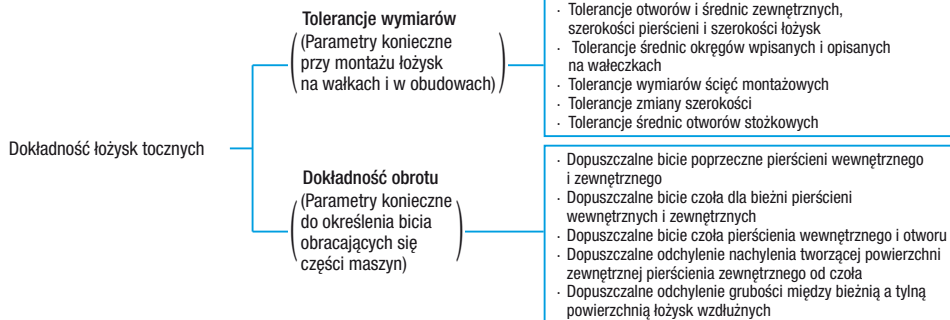 Dokładność łożysk tocznych
Tolerancje wymiarów
(Parametry konieczne
przy montażu łożysk
na wałkach i w obudowach)
· Tolerancje otworów i średnic zewnętrznych,
szerokości pierścieni i szerokości łożysk
· Tolerancje średnic okręgów wpisanych i opisanych
na wałeczkach
· Tolerancje wymiarów ścięć montażowych
· Tolerancje zmiany szerokości
· Tolerancje średnic otworów stożkowych
Dokładność obrotu
(Parametry konieczne
do określenia bicia
obracających się
części maszyn)
· Dopuszczalne bicie poprzeczne pierścieni wewnętrznego
i zewnętrznego
· Dopuszczalne bicie czoła dla bieżni pierścieni
wewnętrznych i zewnętrznych
· Dopuszczalne bicie czoła pierścienia wewnętrznego i otworu
· Dopuszczalne odchylenie nachylenia tworzącej powierzchni
zewnętrznej pierścienia zewnętrznego od czoła
· Dopuszczalne odchylenie grubości między bieżnią a tylną
powierzchnią łożysk wzdłużnych